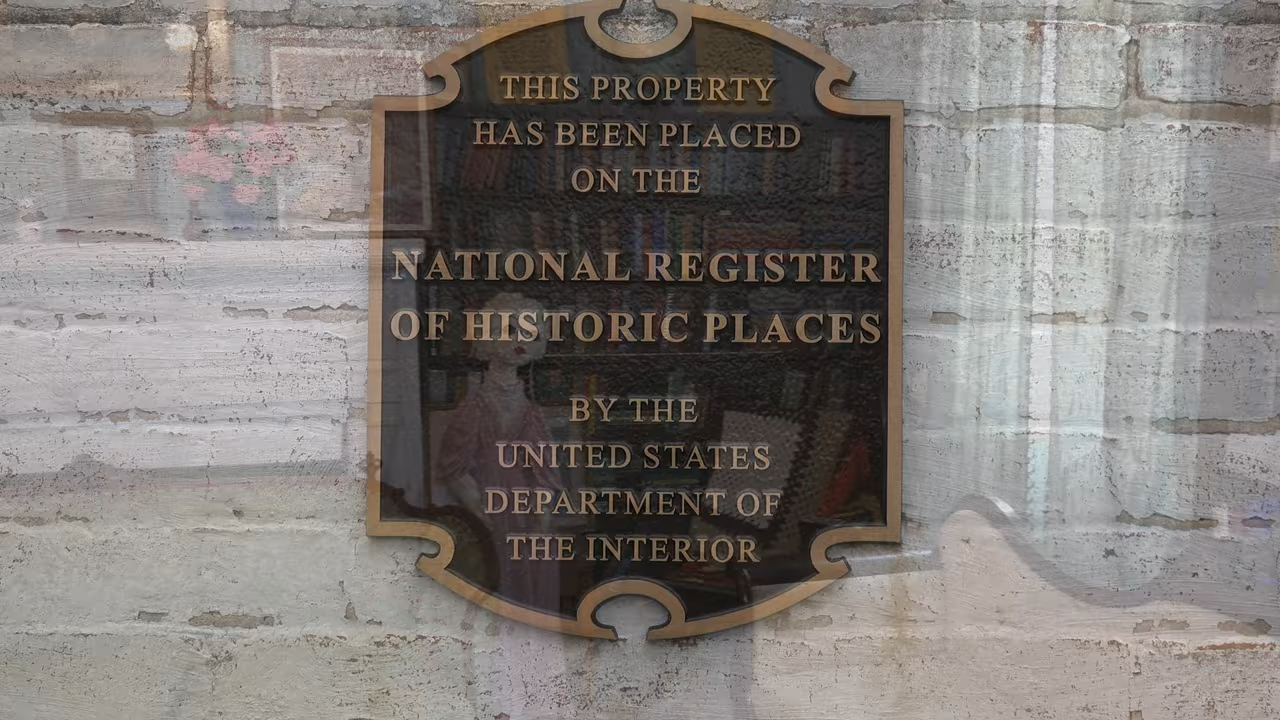 THIS PROPERTY
HAS BEEN PLACED
ON THE
NATIONAL REGISTER
OF HISTORIC PLACES
BY THE
UNITED STATES
DEPARTMENT OF
THE INTERIOR